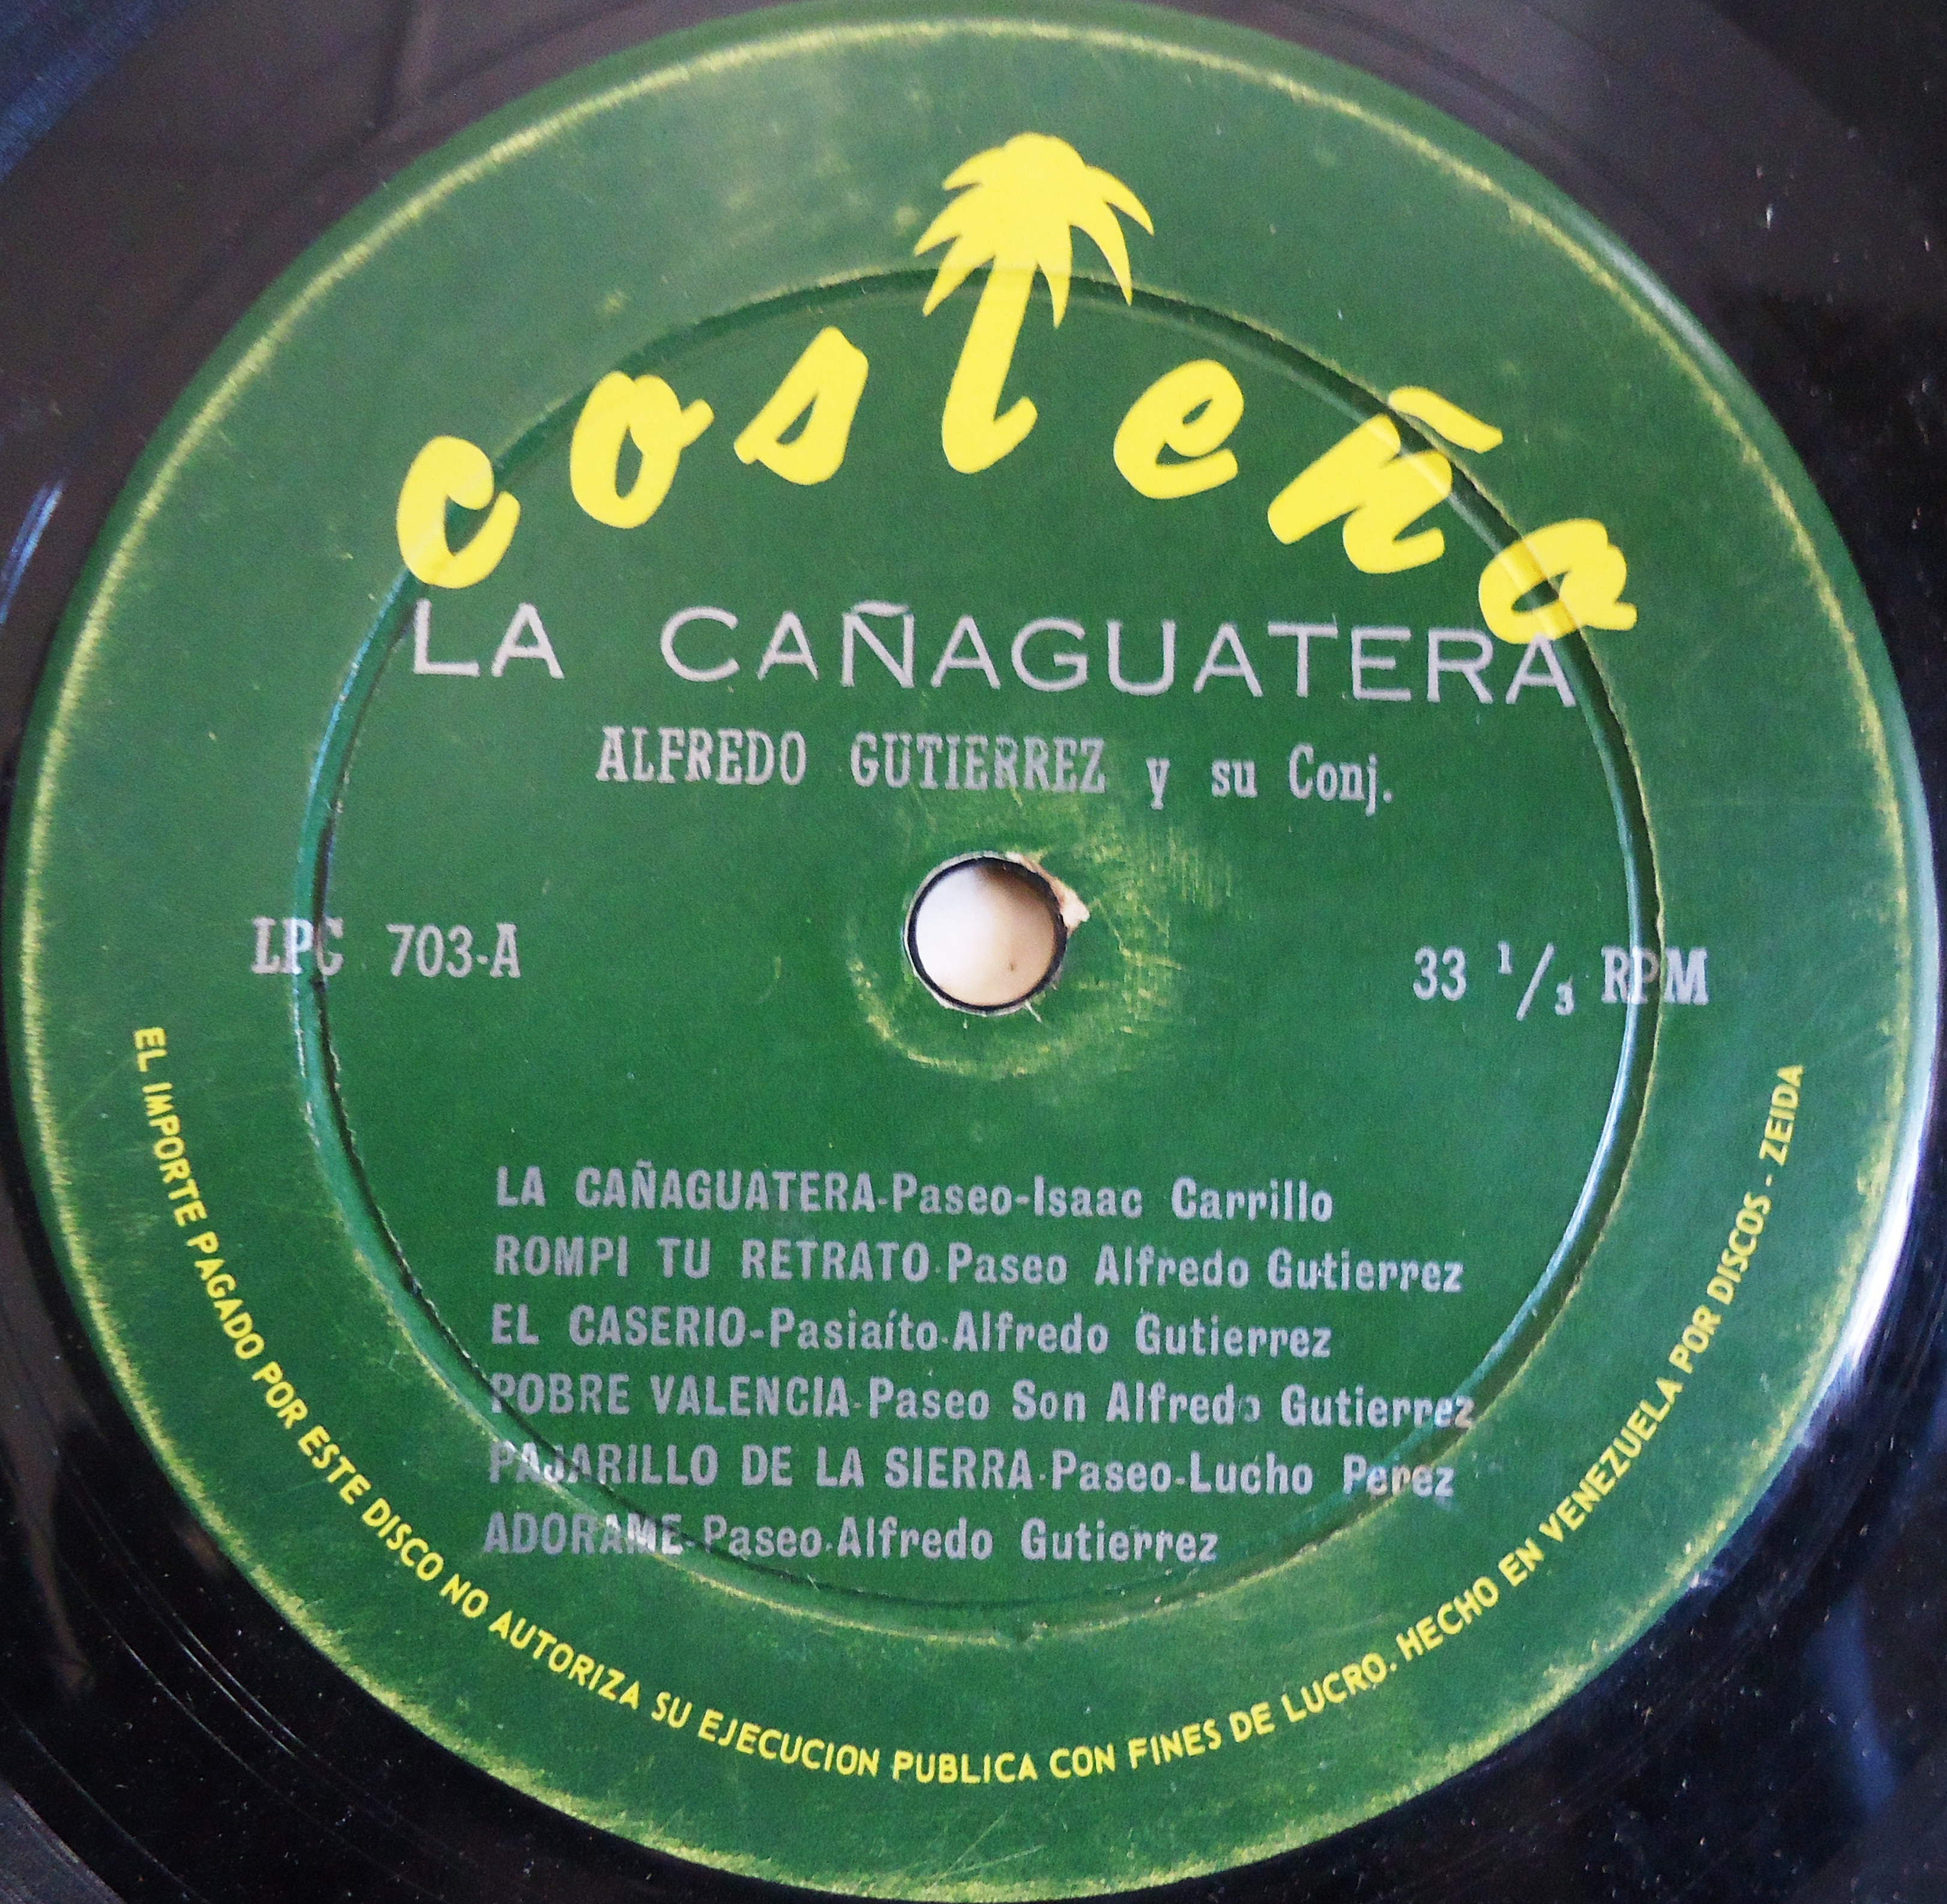 costeño
LA CAÑAGUATERA
ALFREDO GUTIERREZ y su Conj.
LPC 703-A
33 1/3 RPM
LA CAÑAGUATERA-Paseo-Isaac Carrillo
ROMPI TU RETRATO-Paseo Alfredo Gutierrez
EL CASERIO-Pasiaíto-Alfredo Gutierrez
POBRE VALENCIA-Paseo Son Alfredo Gutierrez
PAJARILLO DE LA SIERRA-Paseo-Lucho Perez
ADORAME-Paseo-Alfredo Gutierrez
EL IMPORTE PAGADO POR ESTE DISCO NO AUTORIZA SU EJECUCION PUBLICA CON FINES DE LUCRO. HECHO EN VENEZUELA POR DISCOS - ZEIDA